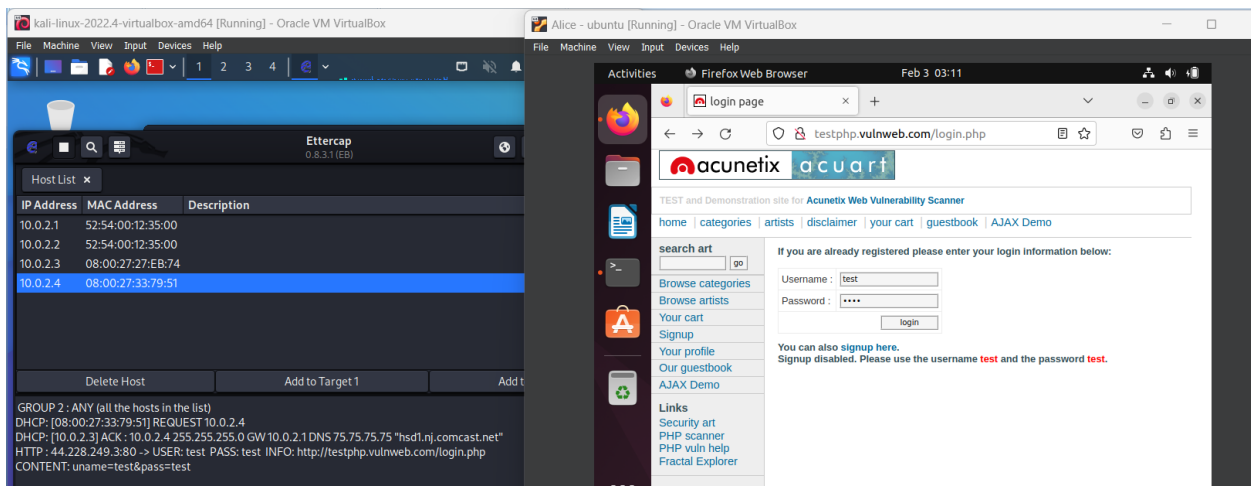 kali-linux-2022.4-virtualbox-amd64 [Running] - Oracle VM VirtualBox
File Machine View Input Devices Help
1 2 3 4
Ettercap
0.8.3.1 (EB)
Host List ×
IP Address MAC Address Description
10.0.2.1 52:54:00:12:35:00
10.0.2.2 52:54:00:12:35:00
10.0.2.3 08:00:27:27:EB:74
10.0.2.4 08:00:27:33:79:51
Delete Host Add to Target 1 Add t
GROUP 2 : ANY (all the hosts in the list)
DHCP: [08:00:27:33:79:51] REQUEST 10.0.2.4
DHCP: [10.0.2.3] ACK : 10.0.2.4 255.255.255.0 GW 10.0.2.1 DNS 75.75.75.75 "hsd1.nj.comcast.net"
HTTP : 44.228.249.3:80 -> USER: test PASS: test INFO: http://testphp.vulnweb.com/login.php
CONTENT: uname=test&pass=test
Alice - ubuntu [Running] - Oracle VM VirtualBox
File Machine View Input Devices Help
Activities Firefox Web Browser Feb 3 03:11
login page
testphp.vulnweb.com/login.php
acunetix acuart
TEST and Demonstration site for Acunetix Web Vulnerability Scanner
home | categories | artists | disclaimer | your cart | guestbook | AJAX Demo
search art
go
Browse categories
Browse artists
Your cart
Signup
Your profile
Our guestbook
AJAX Demo
Links
Security art
PHP scanner
PHP vuln help
Fractal Explorer
If you are already registered please enter your login information below:
Username : test
Password : ••••
login
You can also signup here.
Signup disabled. Please use the username test and the password test.